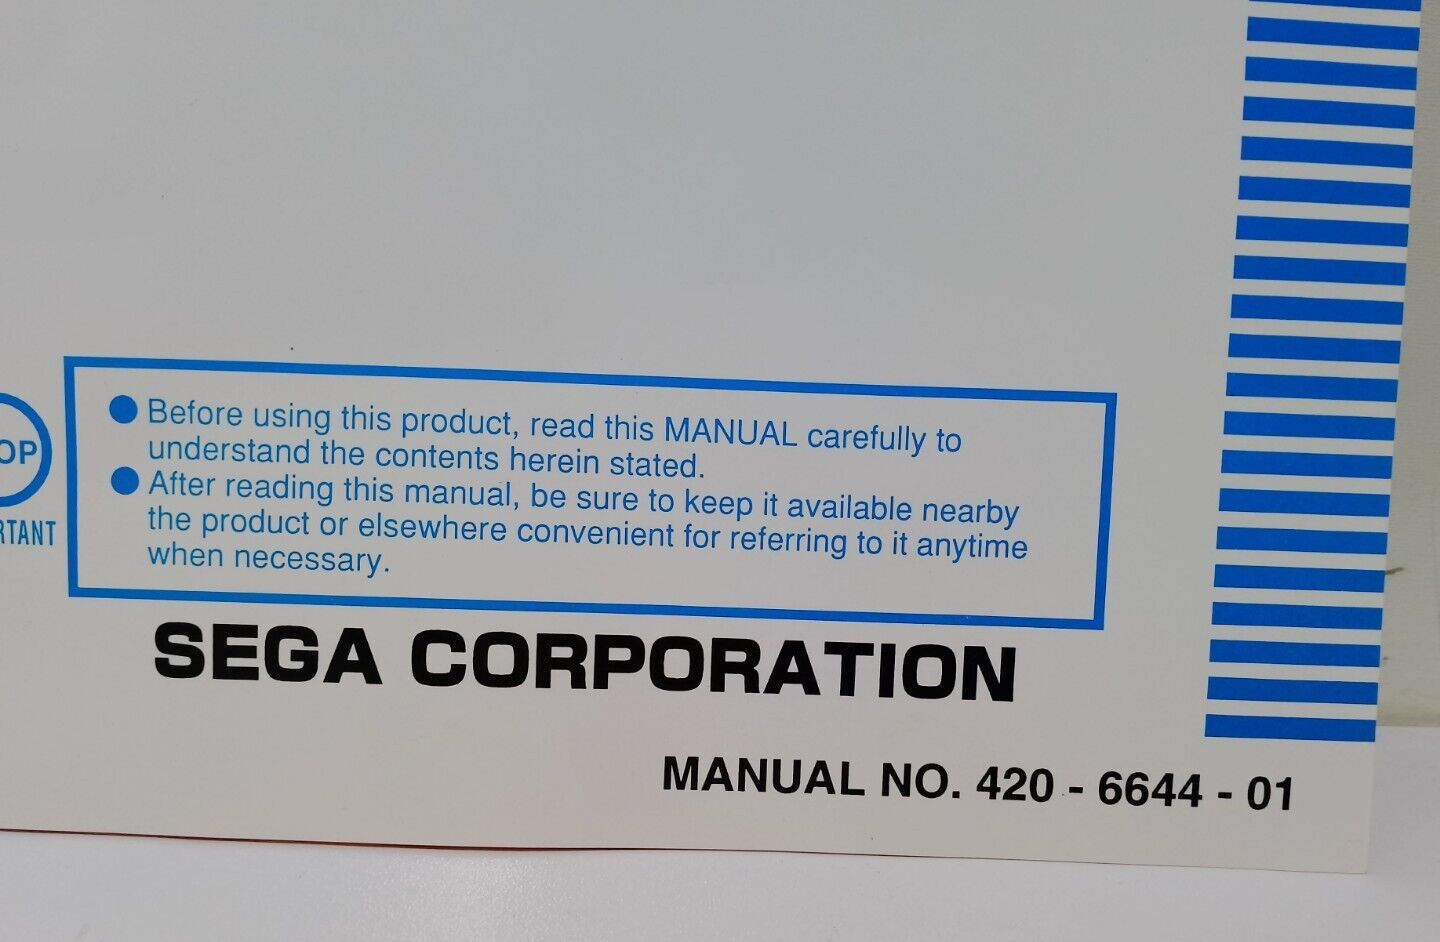 ● Before using this product, read this MANUAL carefully to
understand the contents herein stated.
● After reading this manual, be sure to keep it available nearby
the product or elsewhere convenient for referring to it anytime
when necessary.
OP
RTANT
SEGA CORPORATION
MANUAL NO. 420 - 6644 - 01